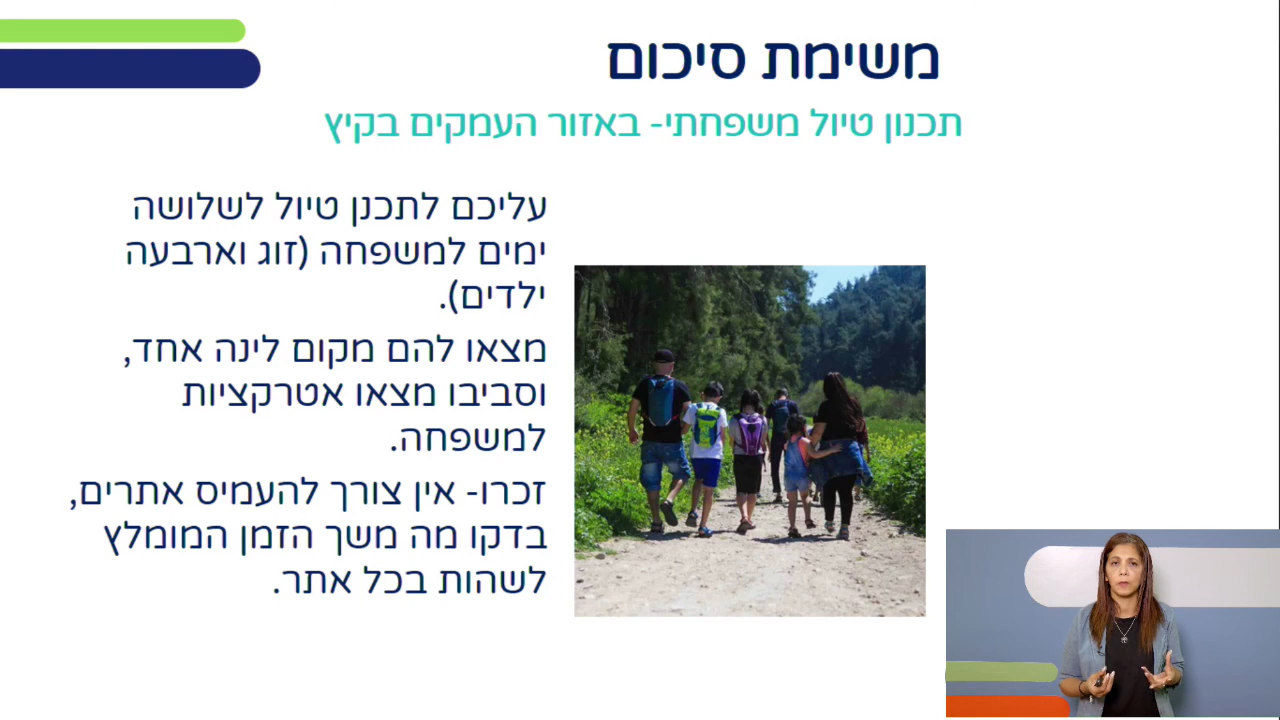 משימת סיכום
תכנון טיול משפחתי- באזור העמקים בקיץ
עליכם לתכנן טיול לשלושה
ימים למשפחה (זוג וארבעה
ילדים).
מצאו להם מקום לינה אחד,
וסביבו מצאו אטרקציות
למשפחה.
זכרו- אין צורך להעמיס אתרים,
בדקו מה משך הזמן המומלץ
לשהות בכל אתר.